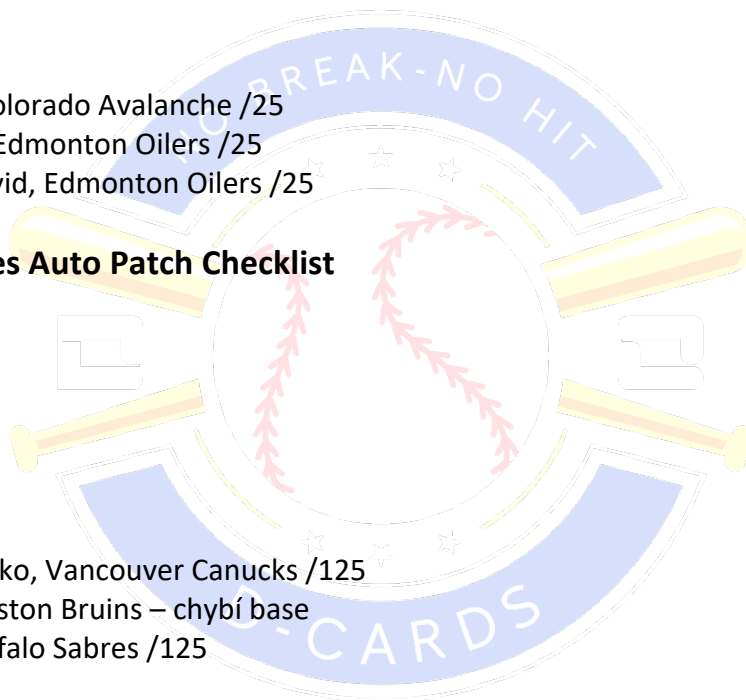 NO BREAK-NO HIT
olorado Avalanche /25
Edmonton Oilers /25
vid, Edmonton Oilers /25
es Auto Patch Checklist
ko, Vancouver Canucks /125
ston Bruins – chybí base
falo Sabres /125
D-CARDS